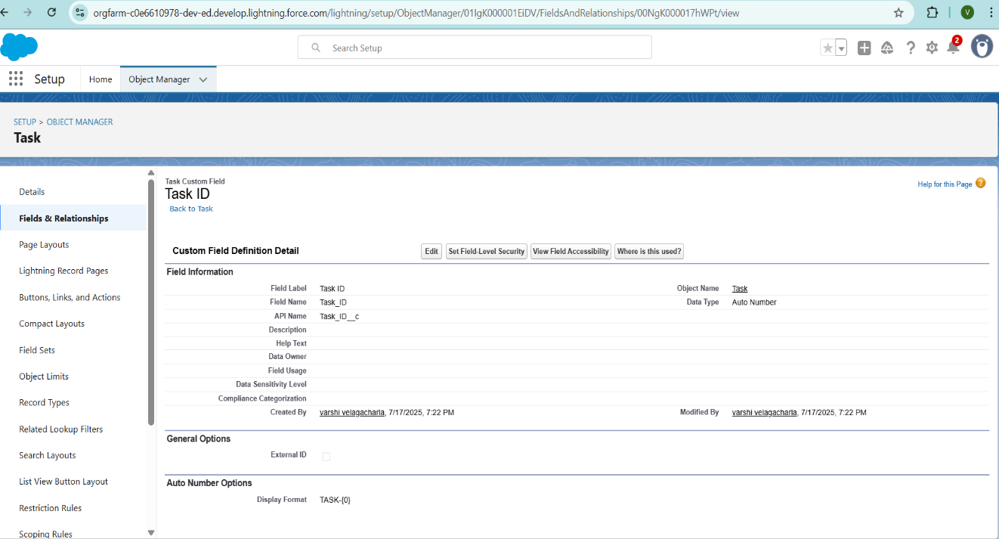 orgfarm-c0e6610978-dev-ed.develop.lightning.force.com/lightning/setup/ObjectManager/01IgK000001EiDV/FieldsAndRelationships/00NgK000017hWPt/view
V
Search Setup
2
Setup
Home
Object Manager
SETUP > OBJECT MANAGER
Task
Details
Fields & Relationships
Page Layouts
Lightning Record Pages
Buttons, Links, and Actions
Compact Layouts
Field Sets
Object Limits
Record Types
Related Lookup Filters
Search Layouts
List View Button Layout
Restriction Rules
Scoping Rules
Task Custom Field
Task ID
Back to Task
Help for this Page ?
Custom Field Definition Detail
Edit Set Field-Level Security View Field Accessibility Where is this used?
Field Information
Field Label Task ID Object Name Task
Field Name Task_ID Data Type Auto Number
API Name Task_ID__c
Description
Help Text
Data Owner
Field Usage
Data Sensitivity Level
Compliance Categorization
Created By varshi velagacharla, 7/17/2025, 7:22 PM Modified By varshi velagacharla, 7/17/2025, 7:22 PM
General Options
External ID
Auto Number Options
Display Format TASK-{0}